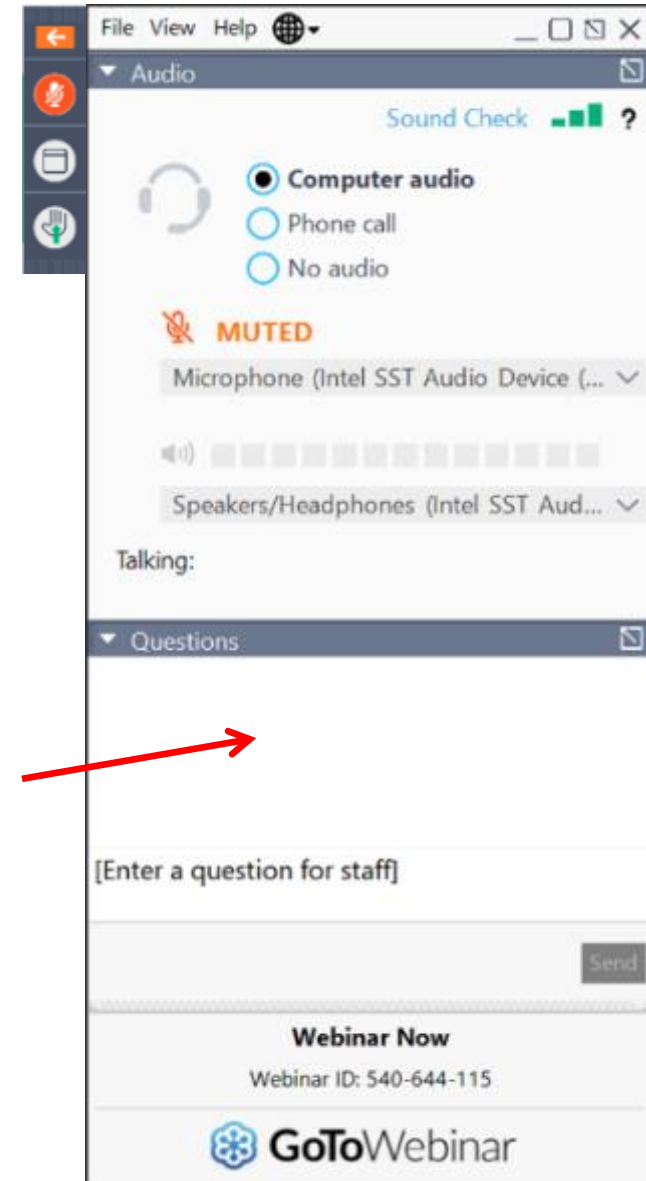 File View Help
Audio
Sound Check ?
Computer audio
Phone call
No audio
MUTED
Microphone (Intel SST Audio Device (...
Speakers/Headphones (Intel SST Aud...
Talking:
Questions
[Enter a question for staff]
Send
Webinar Now
Webinar ID: 540-644-115
GoToWebinar